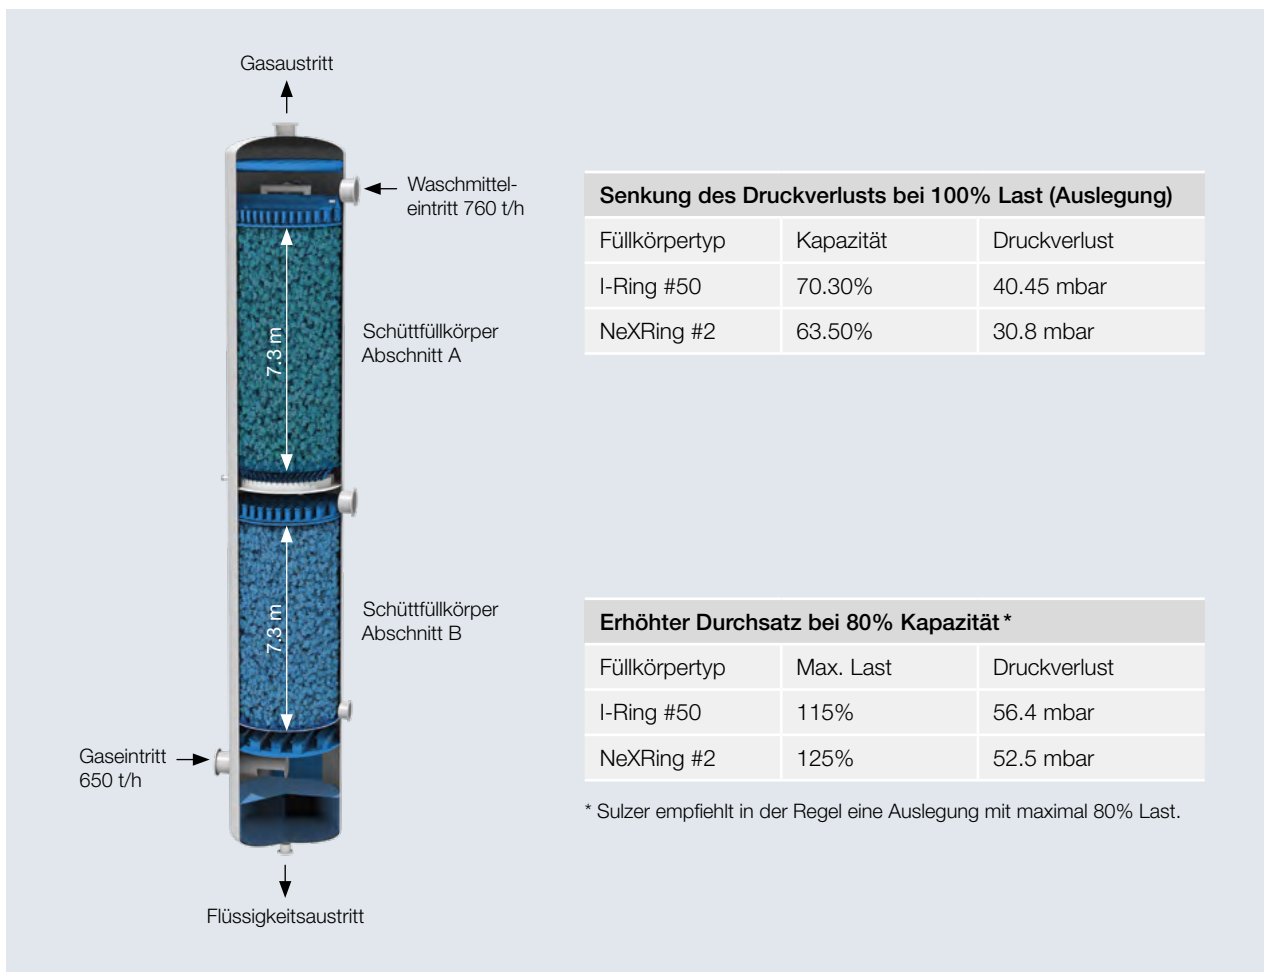 Gasaustritt
Waschmittel-
eintritt 760 t/h
7.3 m
Schüttfüllkörper
Abschnitt A
7.3 m
Schüttfüllkörper
Abschnitt B
Gaseintritt
650 t/h
Flüssigkeitsaustritt
Senkung des Druckverlusts bei 100% Last (Auslegung)
Füllkörpertyp Kapazität Druckverlust
I-Ring #50 70.30% 40.45 mbar
NeXRing #2 63.50% 30.8 mbar
Erhöhter Durchsatz bei 80% Kapazität *
Füllkörpertyp Max. Last Druckverlust
I-Ring #50 115% 56.4 mbar
NeXRing #2 125% 52.5 mbar
* Sulzer empfiehlt in der Regel eine Auslegung mit maximal 80% Last.